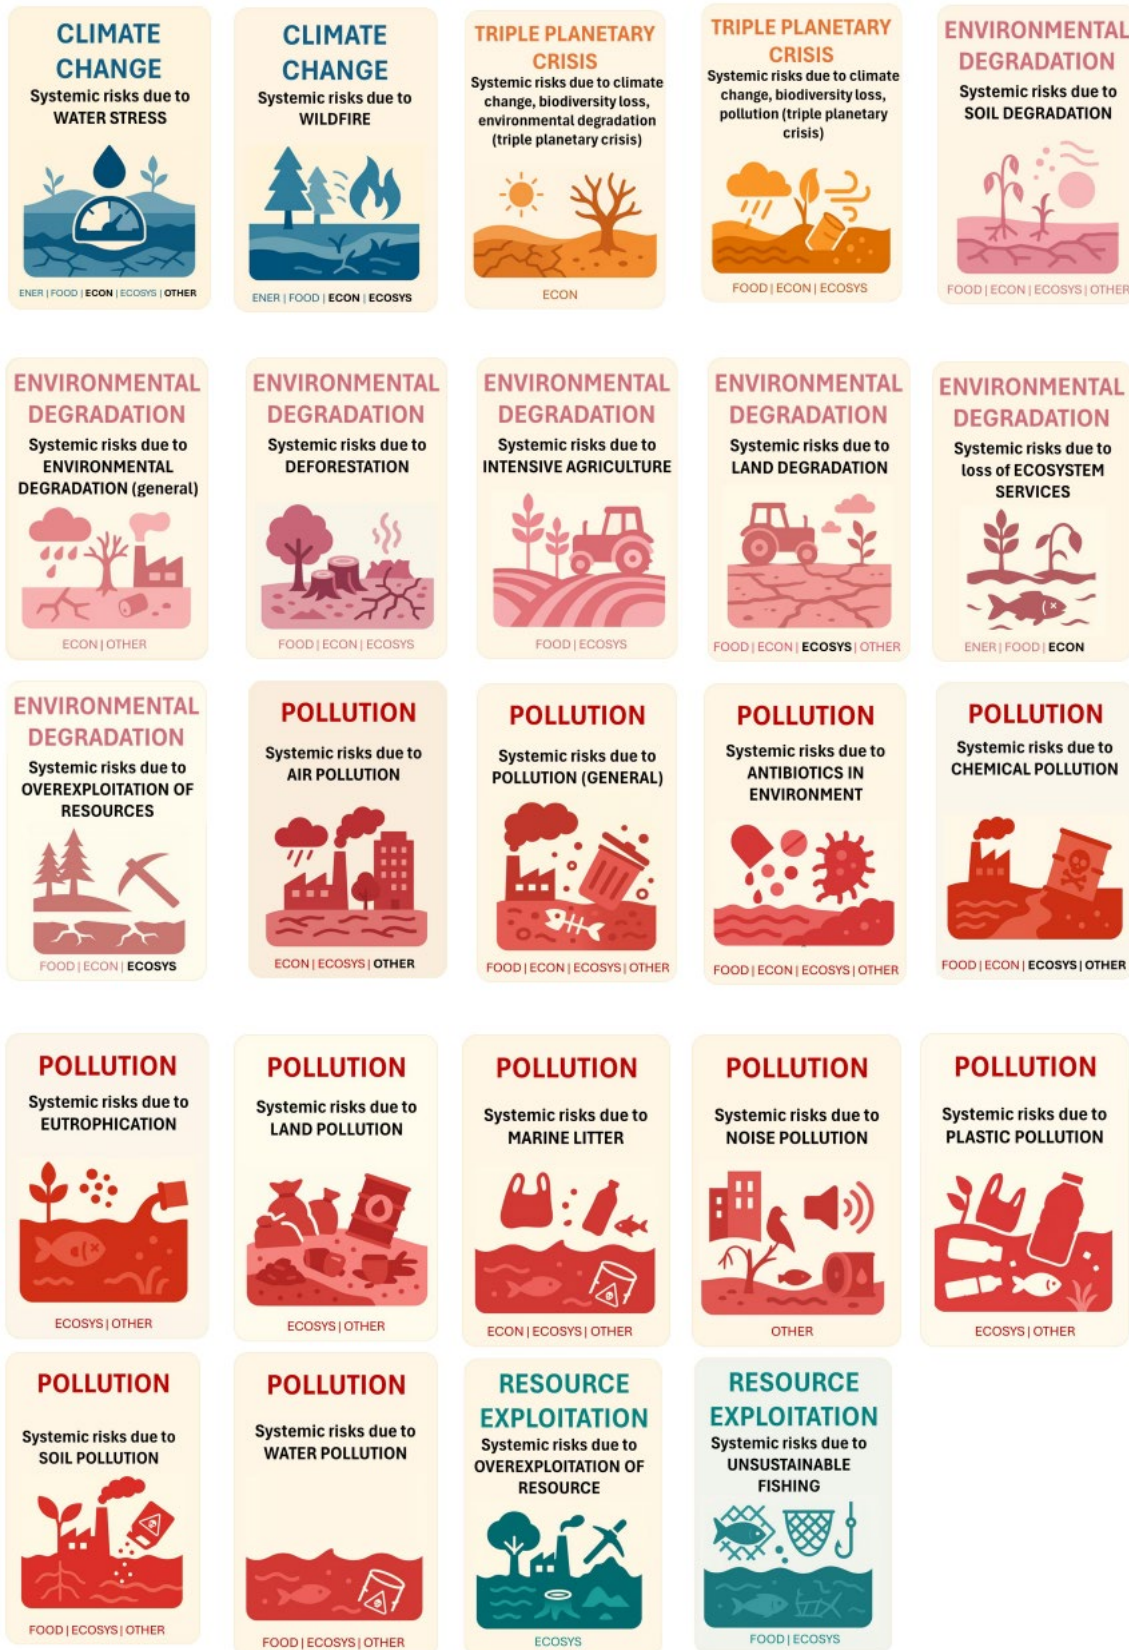 CLIMATE
CHANGE
Systemic risks due to
WATER STRESS
ENER | FOOD | ECON | ECOSYS | OTHER
CLIMATE
CHANGE
Systemic risks due to
WILDFIRE
ENER | FOOD | ECON | ECOSYS
TRIPLE PLANETARY
CRISIS
Systemic risks due to climate
change, biodiversity loss,
environmental degradation
(triple planetary crisis)
ECON
TRIPLE PLANETARY
CRISIS
Systemic risks due to climate
change, biodiversity loss,
pollution (triple planetary
crisis)
FOOD | ECON | ECOSYS
ENVIRONMENTAL
DEGRADATION
Systemic risks due to
SOIL DEGRADATION
FOOD | ECON | ECOSYS | OTHER
ENVIRONMENTAL
DEGRADATION
Systemic risks due to
ENVIRONMENTAL
DEGRADATION (general)
ECON | OTHER
ENVIRONMENTAL
DEGRADATION
Systemic risks due to
DEFORESTATION
FOOD | ECON | ECOSYS
ENVIRONMENTAL
DEGRADATION
Systemic risks due to
INTENSIVE AGRICULTURE
FOOD | ECOSYS
ENVIRONMENTAL
DEGRADATION
Systemic risks due to
LAND DEGRADATION
FOOD | ECON | ECOSYS | OTHER
ENVIRONMENTAL
DEGRADATION
Systemic risks due to
loss of ECOSYSTEM
SERVICES
ENER | FOOD | ECON
ENVIRONMENTAL
DEGRADATION
Systemic risks due to
OVEREXPLOITATION OF
RESOURCES
FOOD | ECON | ECOSYS
POLLUTION
Systemic risks due to
AIR POLLUTION
ECON | ECOSYS | OTHER
POLLUTION
Systemic risks due to
POLLUTION (GENERAL)
FOOD | ECON | ECOSYS | OTHER
POLLUTION
Systemic risks due to
ANTIBIOTICS IN
ENVIRONMENT
FOOD | ECON | ECOSYS | OTHER
POLLUTION
Systemic risks due to
CHEMICAL POLLUTION
FOOD | ECON | ECOSYS | OTHER
POLLUTION
Systemic risks due to
EUTROPHICATION
ECOSYS | OTHER
POLLUTION
Systemic risks due to
LAND POLLUTION
ECOSYS | OTHER
POLLUTION
Systemic risks due to
MARINE LITTER
ECON | ECOSYS | OTHER
POLLUTION
Systemic risks due to
NOISE POLLUTION
OTHER
POLLUTION
Systemic risks due to
PLASTIC POLLUTION
ECOSYS | OTHER
POLLUTION
Systemic risks due to
SOIL POLLUTION
FOOD | ECOSYS | OTHER
POLLUTION
Systemic risks due to
WATER POLLUTION
FOOD | ECOSYS | OTHER
RESOURCE
EXPLOITATION
Systemic risks due to
OVEREXPLOITATION OF
RESOURCE
ECOSYS
RESOURCE
EXPLOITATION
Systemic risks due to
UNSUSTAINABLE
FISHING
FOOD | ECOSYS